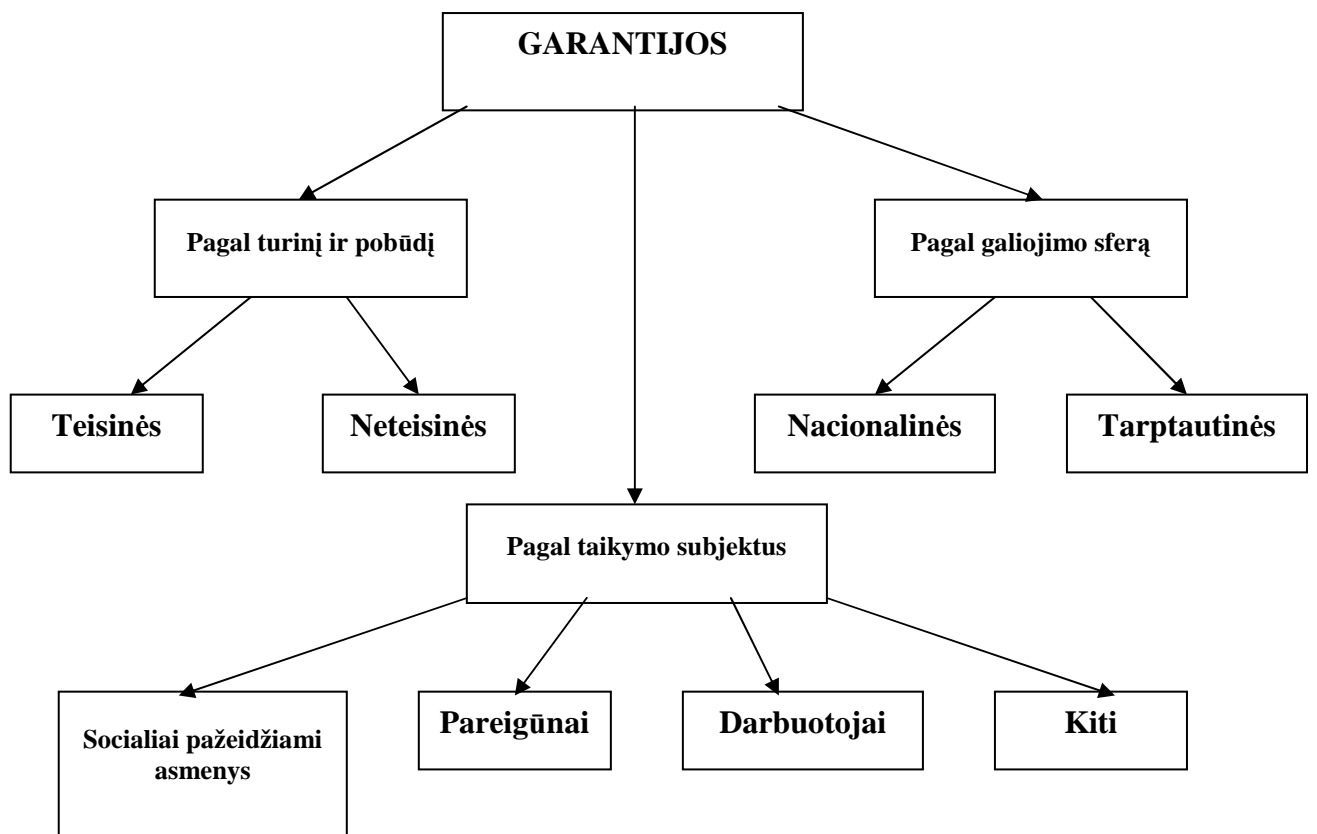 GARANTIJOS
Pagal turinį ir pobūdį
Pagal galiojimo sferą
Teisinės
Neteisinės
Nacionalinės
Tarptautinės
Pagal taikymo subjektus
Socialiai pažeidžiami
asmenys
Pareigūnai
Darbuotojai
Kiti